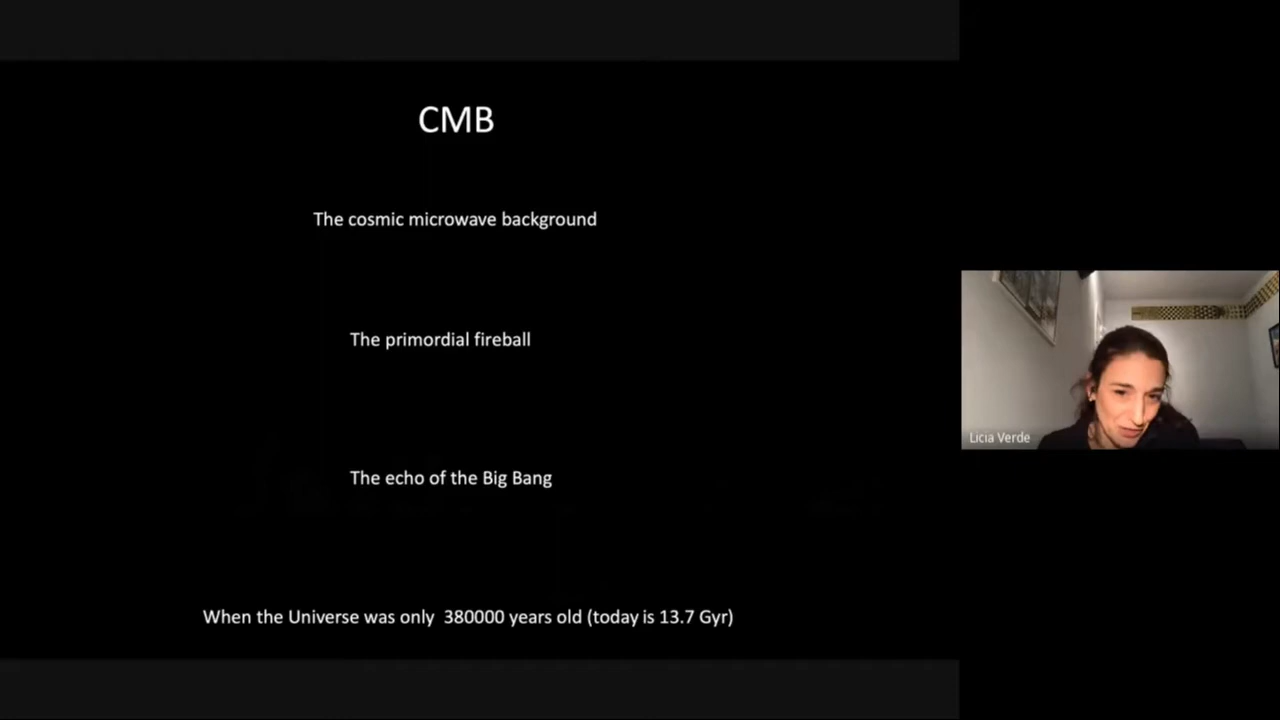 CMB
The cosmic microwave background
The primordial fireball
Licia Verde
The echo of the Big Bang
When the Universe was only 380000 years old (today is 13.7 Gyr)